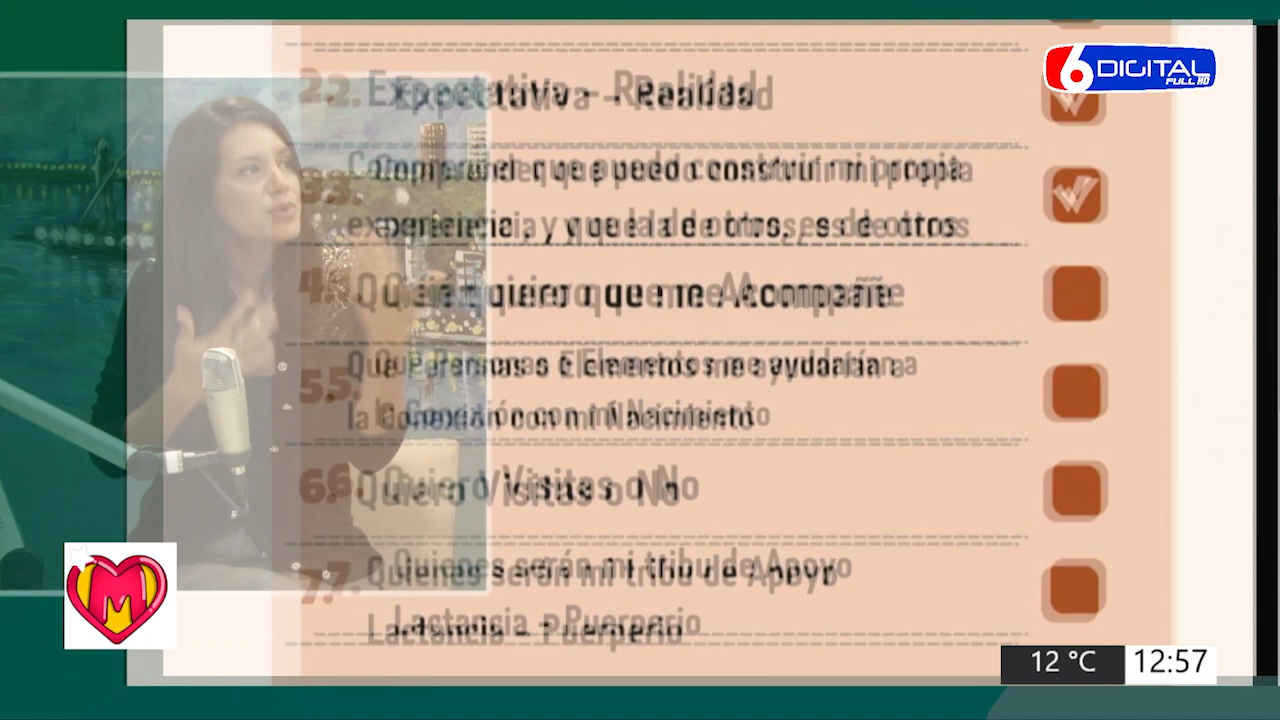 6 DIGITAL
FULL HD
2. Expectativa - Realidad
3. Comprender que puedo construir mi propia
experiencia, y que la de otros, es de otros
4. Quién quiero que me Acompañe
5. Que Personas o Elementos me ayudarían a
la Conexión con mi Nacimiento
6. Quiero Visitas o No
7. Quienes serán mi tribu de Apoyo
Lactancia - Puerperio
M
12 °C 12:57